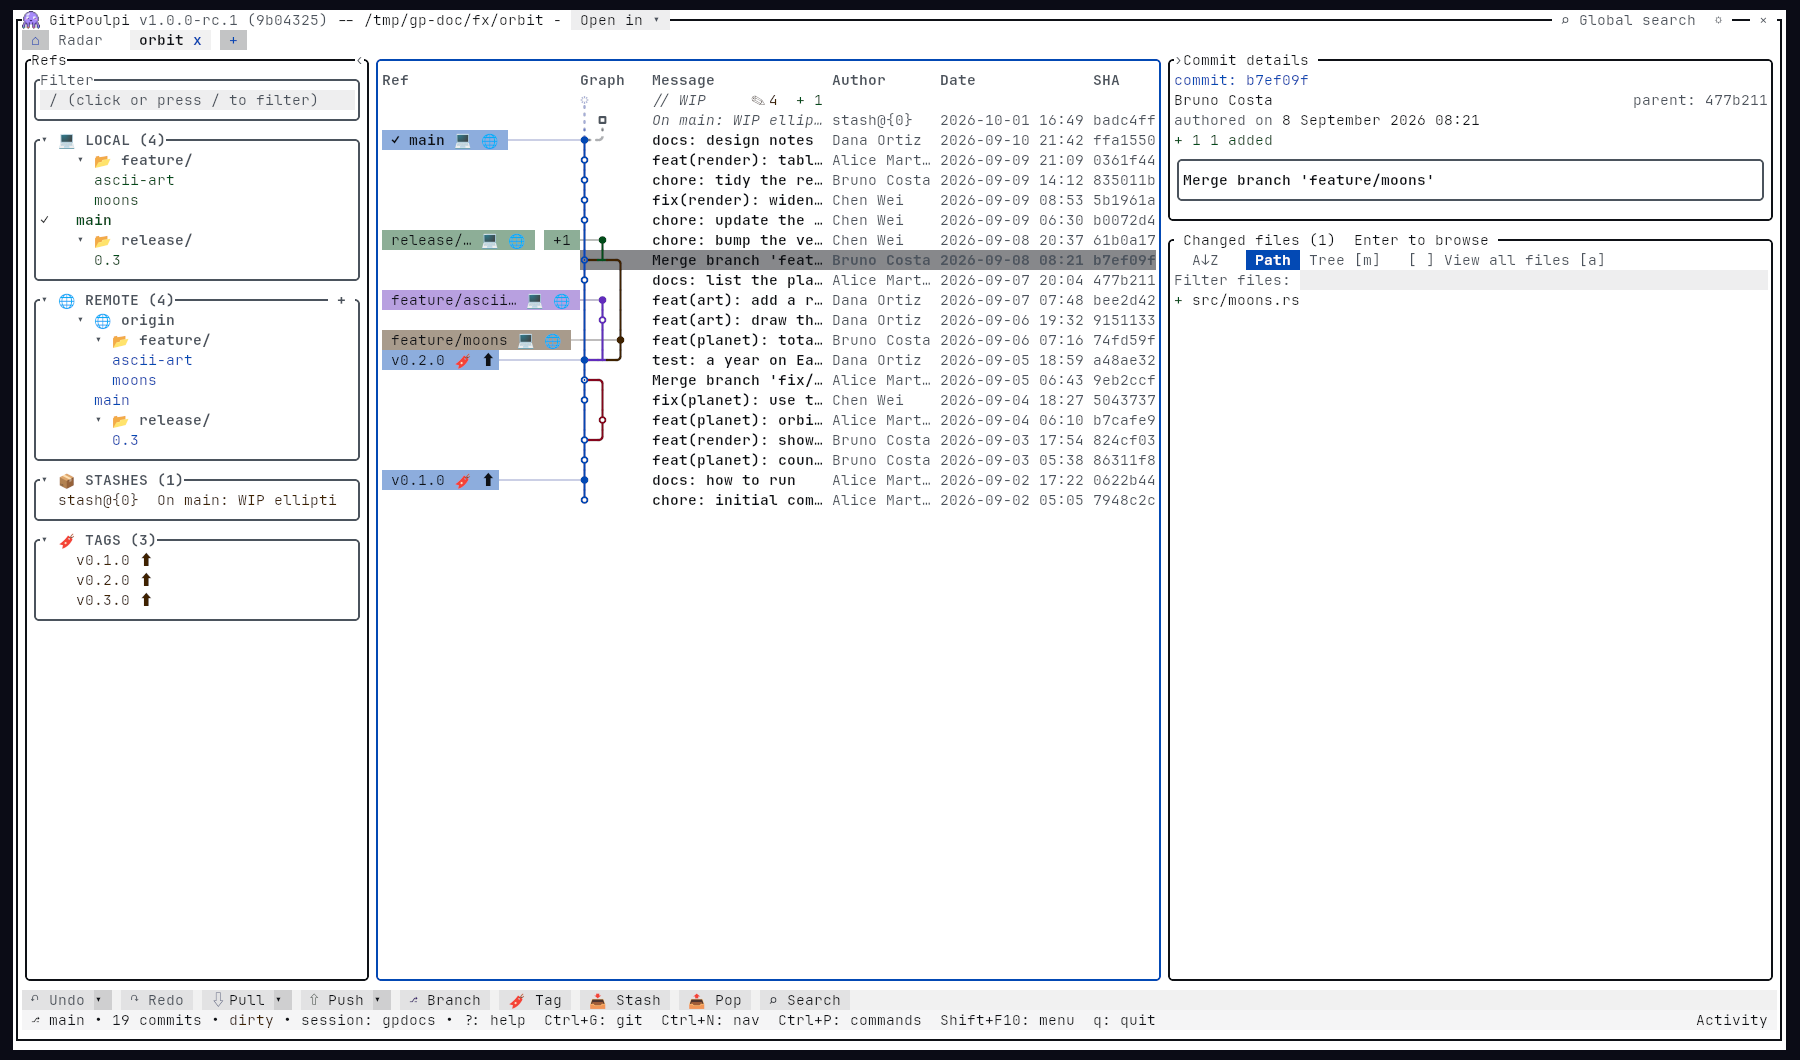 GitPoulpi v1.0.0-rc.1 (9b04325) -- /tmp/gp-doc/fx/orbit - Open in ▾ ⌕ Global search ☼ ×
⌂ Radar orbit x +
Refs ‹
Filter
/ (click or press / to filter)
▾ 💻 LOCAL (4)
▾ 📂 feature/
ascii-art
moons
✓ main
▾ 📂 release/
0.3
▾ 🌐 REMOTE (4) +
▾ 🌐 origin
▾ 📂 feature/
ascii-art
moons
main
▾ 📂 release/
0.3
▾ 📦 STASHES (1)
stash@{0} On main: WIP ellipti
▾ 🔖 TAGS (3)
v0.1.0 ⬆
v0.2.0 ⬆
v0.3.0 ⬆
Ref Graph Message Author Date SHA
// WIP ✎ 4 + 1
On main: WIP ellip… stash@{0} 2026-10-01 16:49 badc4ff
✓ main 💻 🌐 docs: design notes Dana Ortiz 2026-09-10 21:42 ffa1550
feat(render): tabl… Alice Mart… 2026-09-09 21:09 0361f44
chore: tidy the re… Bruno Costa 2026-09-09 14:12 835011b
fix(render): widen… Chen Wei 2026-09-09 08:53 5b1961a
chore: update the … Chen Wei 2026-09-09 06:30 b0072d4
release/… 💻 🌐 +1 chore: bump the ve… Chen Wei 2026-09-08 20:37 61b0a17
Merge branch 'feat… Bruno Costa 2026-09-08 08:21 b7ef09f
docs: list the pla… Alice Mart… 2026-09-07 20:04 477b211
feature/ascii… 💻 🌐 feat(art): add a r… Dana Ortiz 2026-09-07 07:48 bee2d42
feat(art): draw th… Dana Ortiz 2026-09-06 19:32 9151133
feature/moons 💻 🌐 feat(planet): tota… Bruno Costa 2026-09-06 07:16 74fd59f
v0.2.0 🔖 ⬆ test: a year on Ea… Dana Ortiz 2026-09-05 18:59 a48ae32
Merge branch 'fix/… Alice Mart… 2026-09-05 06:43 9eb2ccf
fix(planet): use t… Chen Wei 2026-09-04 18:27 5043737
feat(planet): orbi… Alice Mart… 2026-09-04 06:10 b7cafe9
feat(render): show… Bruno Costa 2026-09-03 17:54 824cf03
feat(planet): coun… Bruno Costa 2026-09-03 05:38 86311f8
v0.1.0 🔖 ⬆ docs: how to run Alice Mart… 2026-09-02 17:22 0622b44
chore: initial com… Alice Mart… 2026-09-02 05:05 7948c2c
›Commit details
commit: b7ef09f
Bruno Costa parent: 477b211
authored on 8 September 2026 08:21
+ 1 1 added
Merge branch 'feature/moons'
Changed files (1) Enter to browse
A↓Z Path Tree [m] [ ] View all files [a]
Filter files:
+ src/moons.rs
↶ Undo ▾ ↷ Redo ⇩ Pull ▾ ⇧ Push ▾ ⎇ Branch 🔖 Tag 📥 Stash 📤 Pop ⌕ Search
⎇ main • 19 commits • dirty • session: gpdocs • ?: help Ctrl+G: git Ctrl+N: nav Ctrl+P: commands Shift+F10: menu q: quit Activity